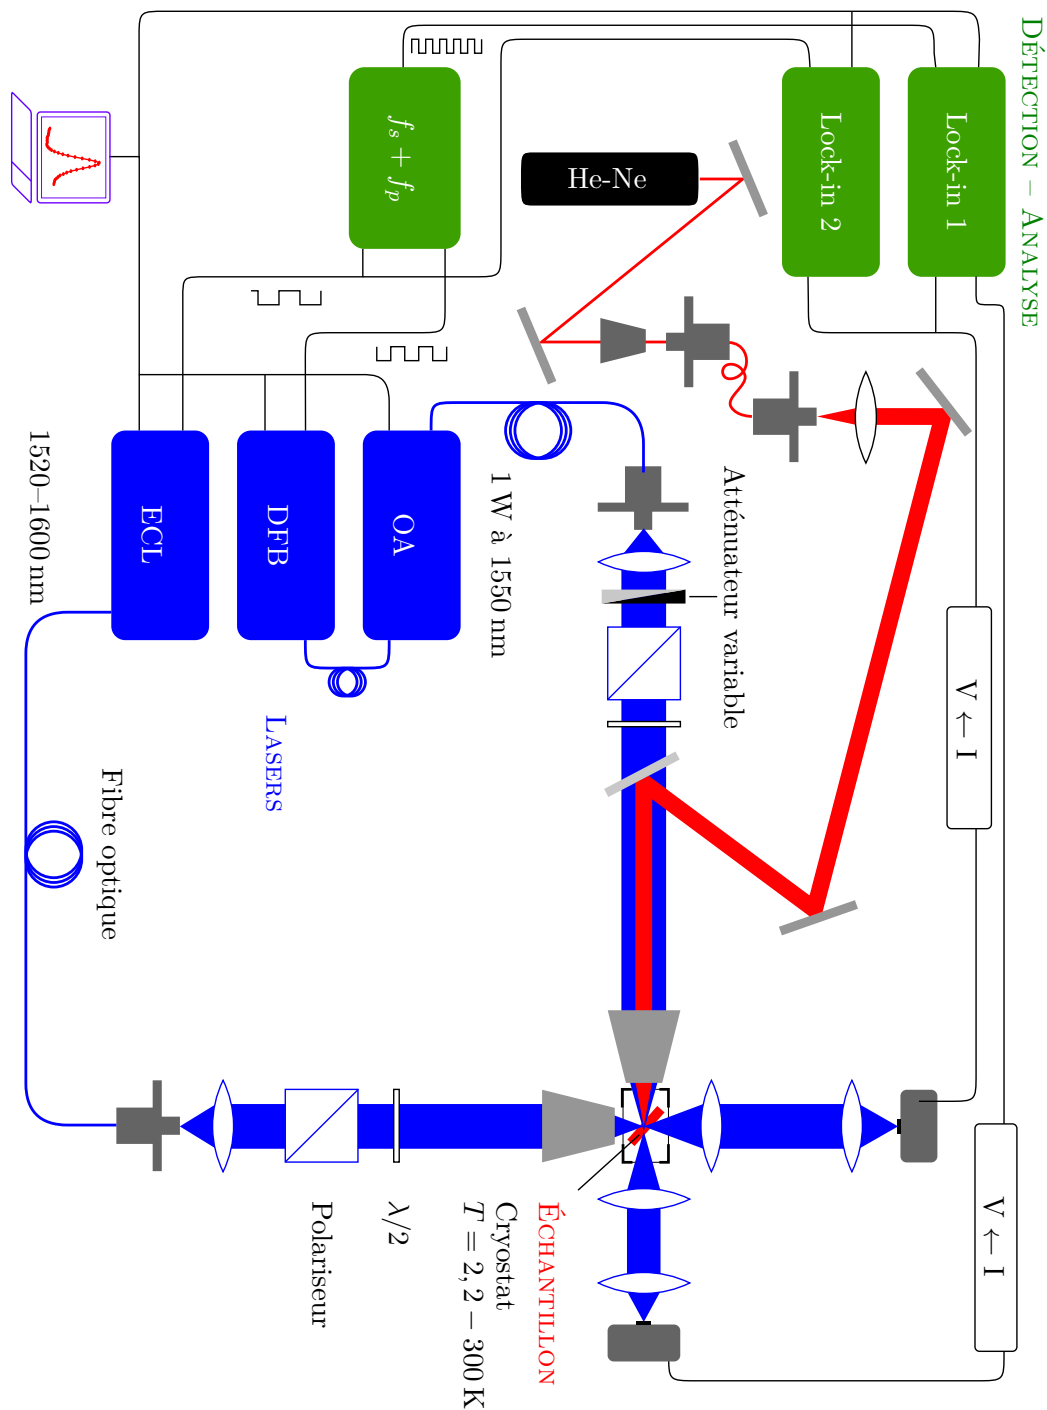 DÉTECTION – ANALYSE
Lock-in 1
Lock-in 2
f_s + f_p
He-Ne
V ← I
V ← I
Atténuateur variable
1 W à 1550 nm
OA
DFB
ECL
1520–1600 nm
LASERS
Fibre optique
ÉCHANTILLON
Cryostat
T = 2, 2 – 300 K
λ/2
Polariseur